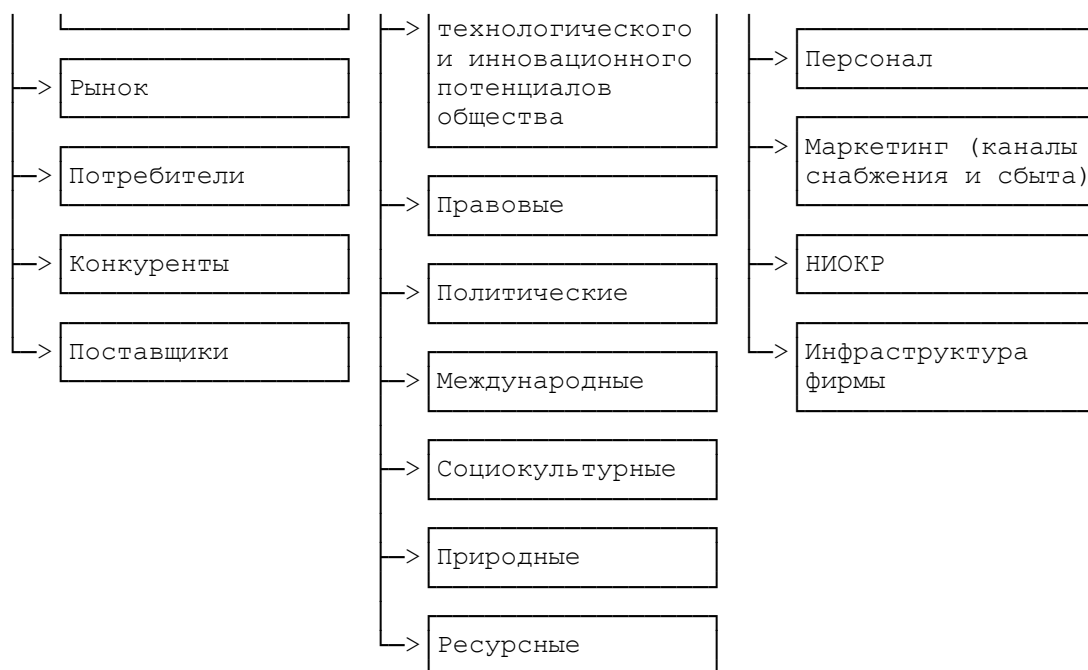 Рынок
Потребители
Конкуренты
Поставщики
технологического
и инновационного
потенциалов
общества
Правовые
Политические
Международные
Социокультурные
Природные
Ресурсные
Персонал
Маркетинг (каналы
снабжения и сбыта)
НИОКР
Инфраструктура
фирмы